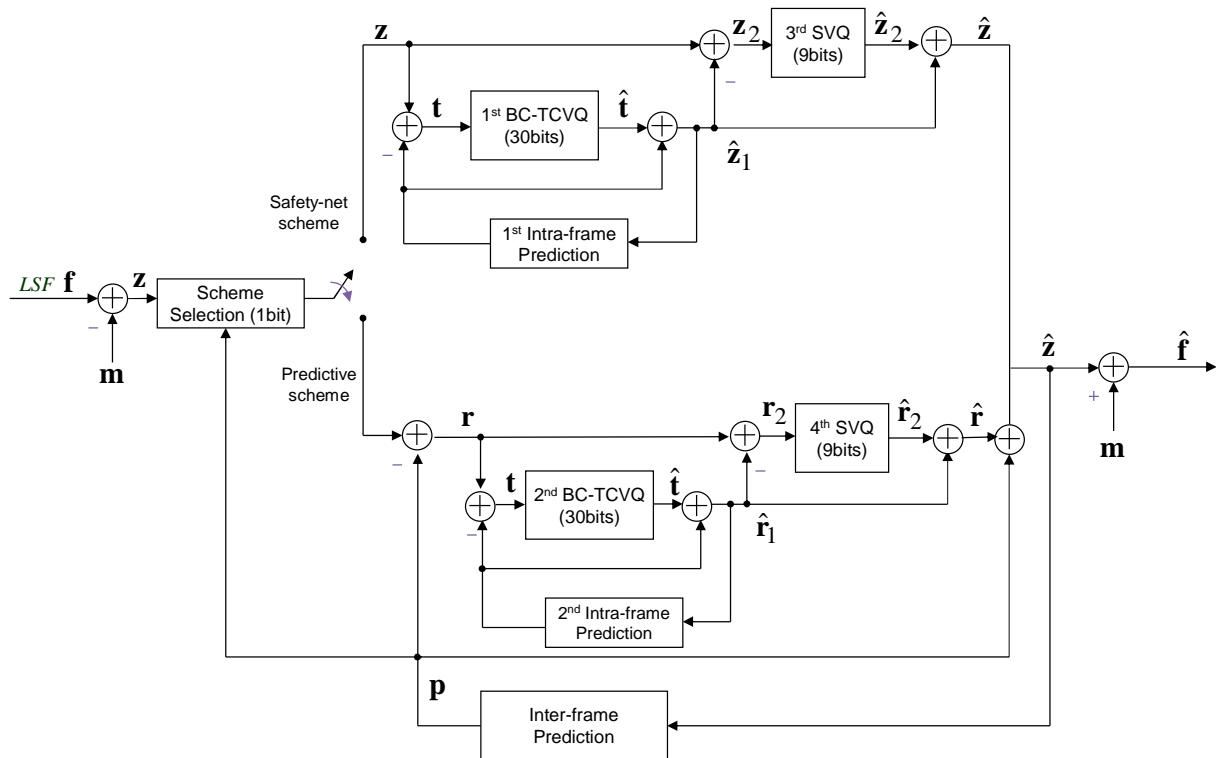 z
z₂
3rd SVQ
(9bits)
ẑ₂
ẑ
−
t
1st BC-TCVQ
(30bits)
t̂
ẑ₁
−
Safety-net
scheme
1st Intra-frame
Prediction
LSF f
z
Scheme
Selection (1bit)
−
m
Predictive
scheme
ẑ
f̂
+
m
r
r₂
4th SVQ
(9bits)
r̂₂
r̂
−
−
t
2nd BC-TCVQ
(30bits)
t̂
r̂₁
−
2nd Intra-frame
Prediction
p
Inter-frame
Prediction